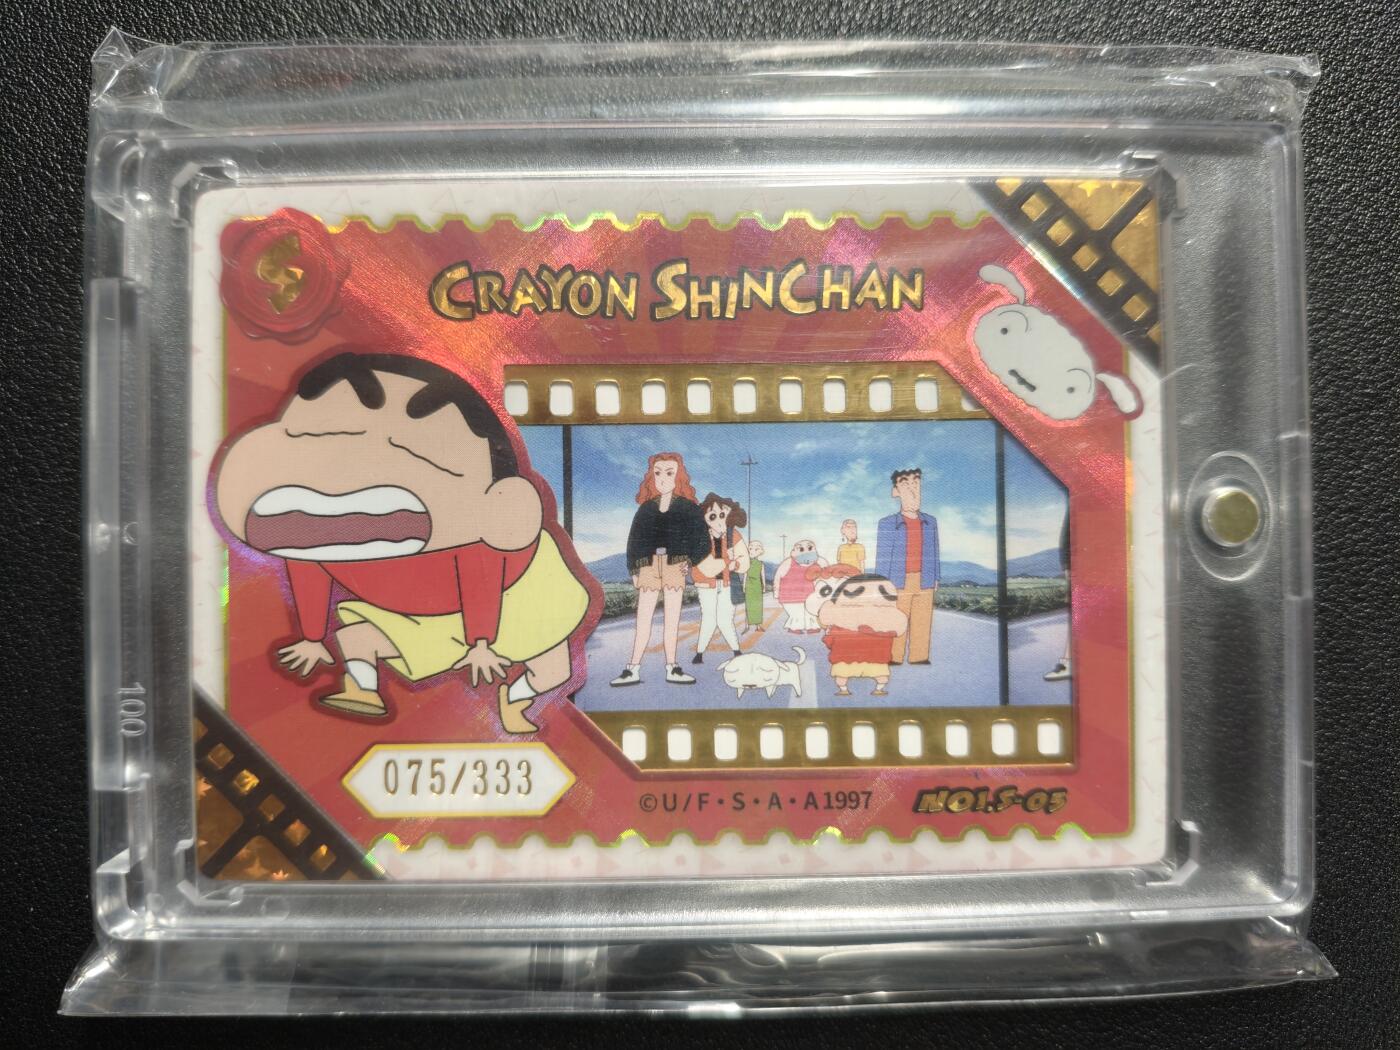 S
CRAYON SHINCHAN
100
075/333
©U/F・S・A・A1997
NO1.S-05